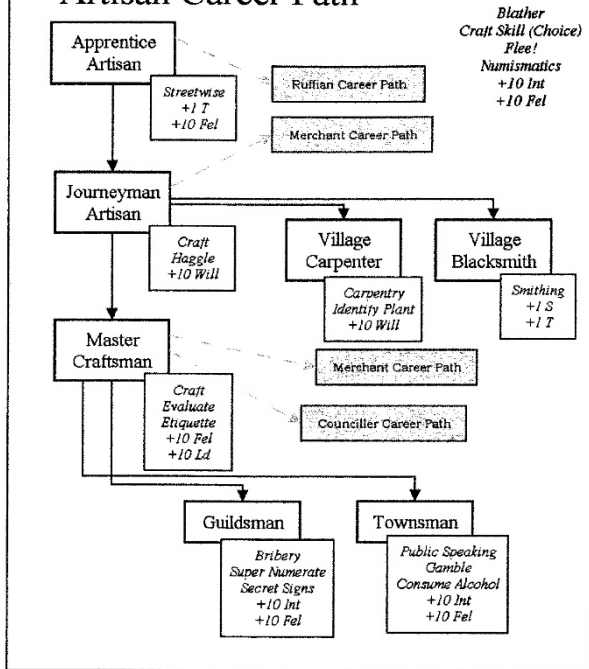 Artisan Career Path
Blather
Craft Skill (Choice)
Flee!
Numismatics
+10 Int
+10 Fel
Apprentice
Artisan
Streetwise
+1 T
+10 Fel
Ruffian Career Path
Merchant Career Path
Journeyman
Artisan
Craft
Haggle
+10 Will
Village
Carpenter
Carpentry
Identify Plant
+10 Will
Village
Blacksmith
Smithing
+1 S
+1 T
Master
Craftsman
Craft
Evaluate
Etiquette
+10 Fel
+10 Ld
Merchant Career Path
Counciller Career Path
Guildsman
Bribery
Super Numerate
Secret Signs
+10 Int
+10 Fel
Townsman
Public Speaking
Gamble
Consume Alcohol
+10 Int
+10 Fel